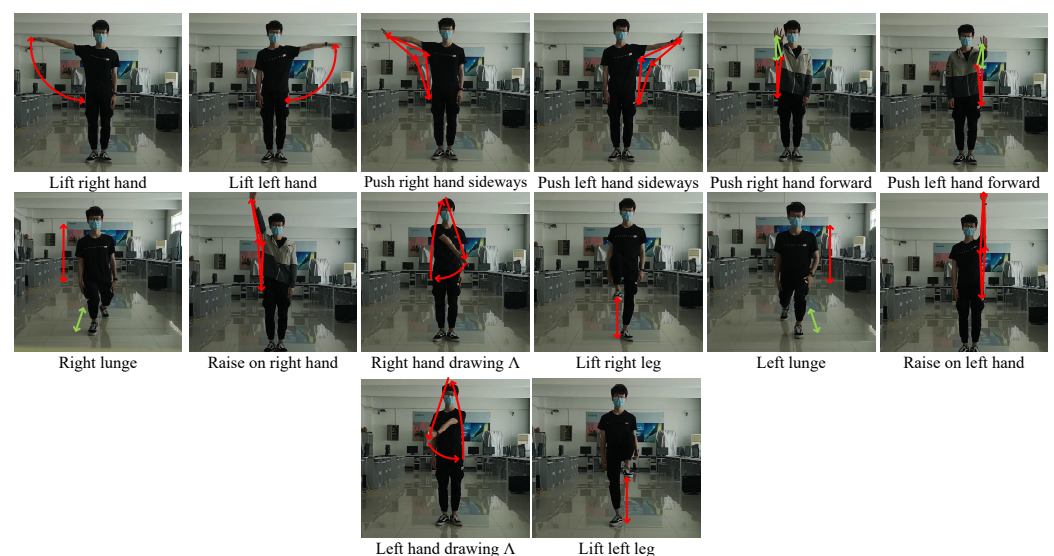 Lift right hand
Lift left hand
Push right hand sideways
Push left hand sideways
Push right hand forward
Push left hand forward
Right lunge
Raise on right hand
Right hand drawing Λ
Lift right leg
Left lunge
Raise on left hand
Left hand drawing Λ
Lift left leg